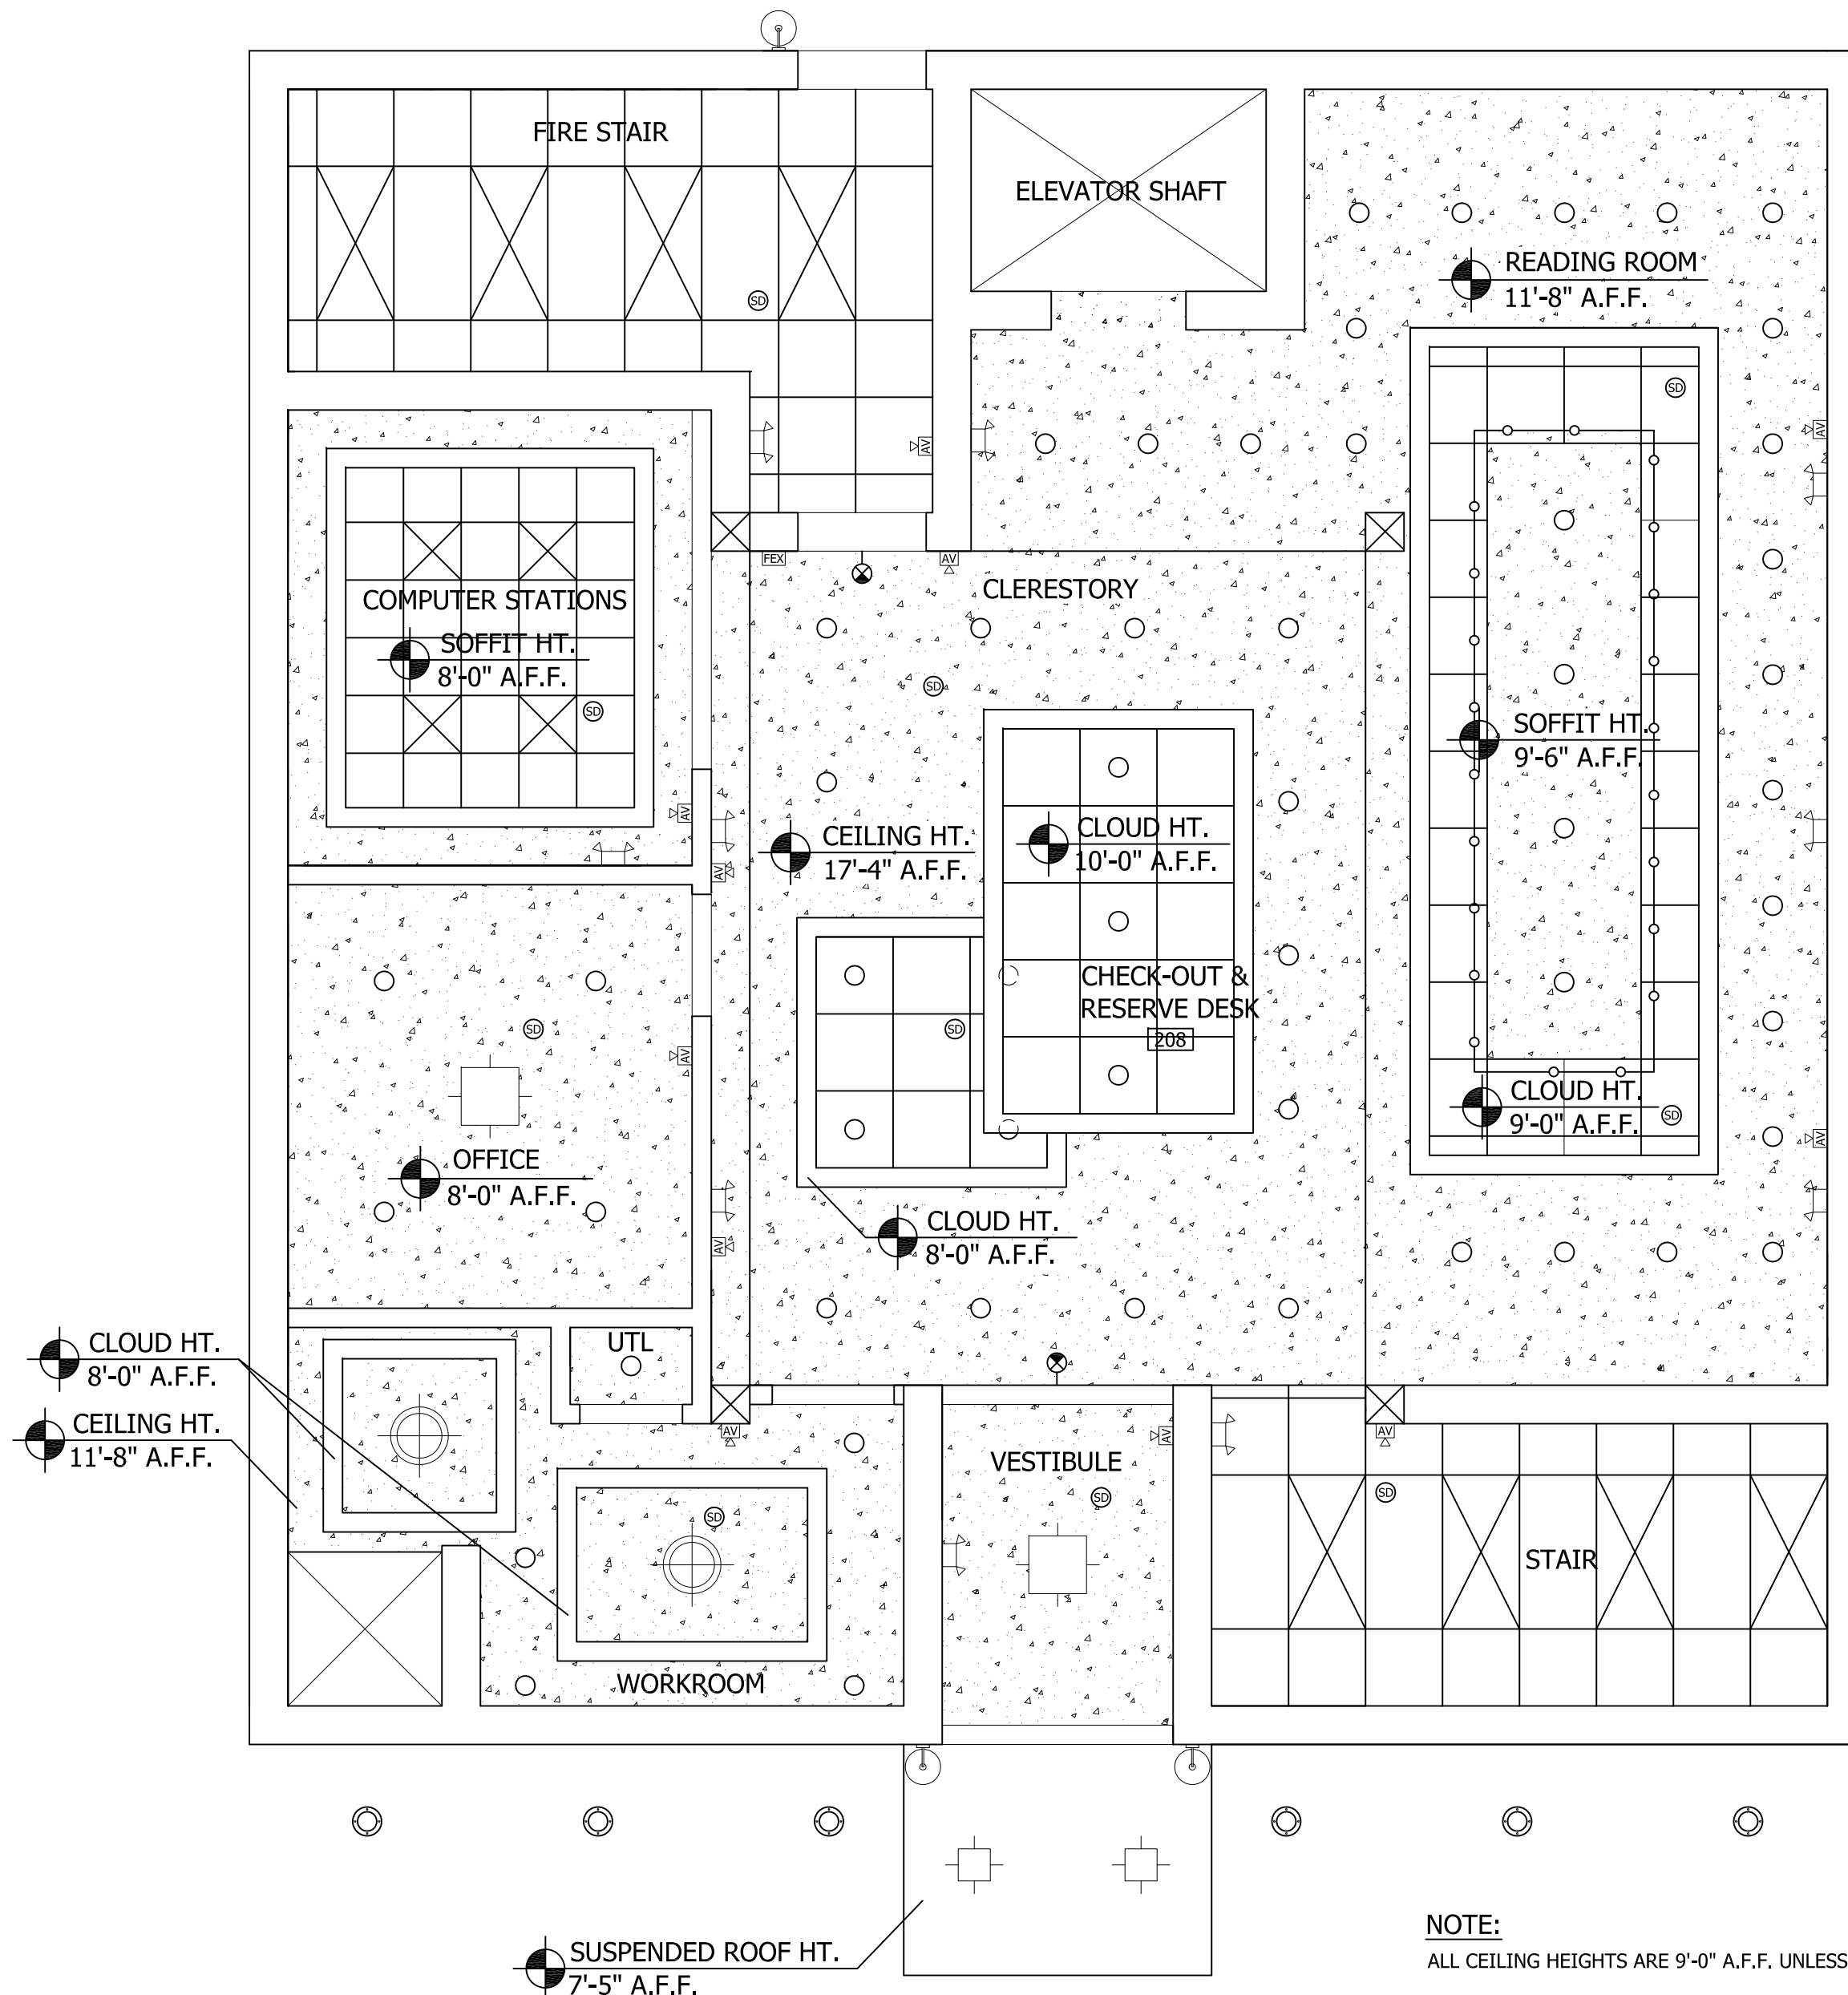 FIRE STAIR
ELEVATOR SHAFT
READING ROOM
11'-8" A.F.F.
SD
SD
AV
AV
FEX
AV
CLERESTORY
COMPUTER STATIONS
SOFFIT HT.
8'-0" A.F.F.
SD
SD
SOFFIT HT.
9'-6" A.F.F.
AV
AV
CEILING HT.
17'-4" A.F.F.
CLOUD HT.
10'-0" A.F.F.
CHECK-OUT &
RESERVE DESK
208
SD
SD
AV
CLOUD HT.
9'-0" A.F.F.
SD
AV
OFFICE
8'-0" A.F.F.
CLOUD HT.
8'-0" A.F.F.
AV
UTL
CLOUD HT.
8'-0" A.F.F.
CEILING HT.
11'-8" A.F.F.
AV
AV
AV
VESTIBULE
SD
SD
SD
STAIR
WORKROOM
NOTE:
ALL CEILING HEIGHTS ARE 9'-0" A.F.F. UNLESS
SUSPENDED ROOF HT.
7'-5" A.F.F.